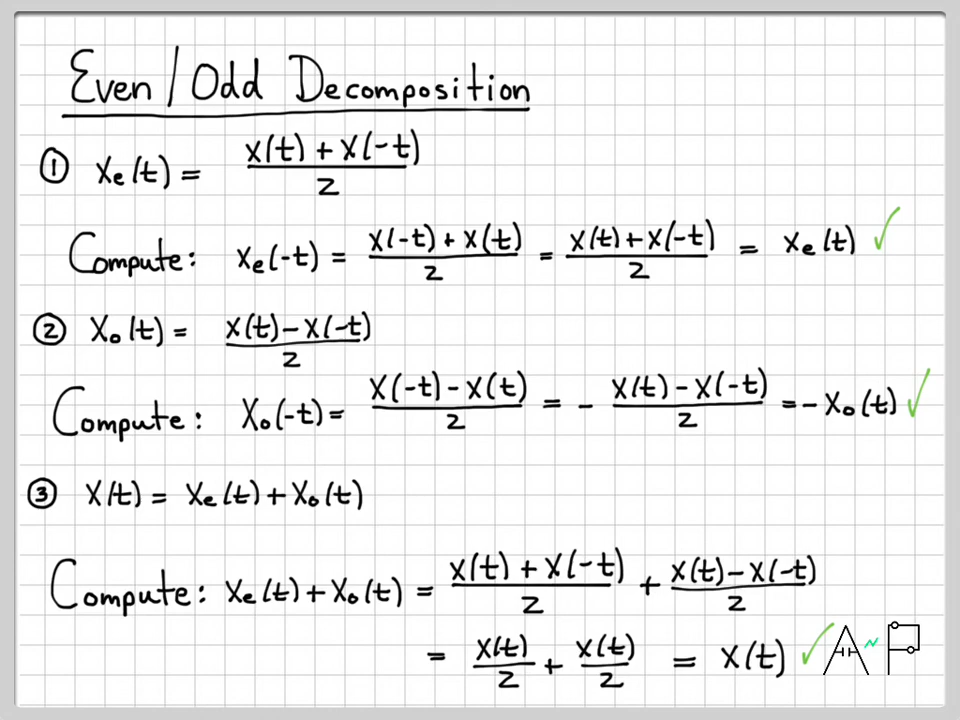 Even/Odd Decomposition
① Xe(t) = (x(t) + x(-t))/2
Compute: Xe(-t) = (x(-t) + x(t))/2 = (x(t) + x(-t))/2 = xe(t) ✓
② Xo(t) = (x(t) - x(-t))/2
Compute: Xo(-t) = (x(-t) - x(t))/2 = - (x(t) - x(-t))/2 = - Xo(t) ✓
③ X(t) = Xe(t) + Xo(t)
Compute: Xe(t) + Xo(t) = (x(t) + x(-t))/2 + (x(t) - x(-t))/2
= x(t)/2 + x(t)/2 = x(t) ✓ A~P